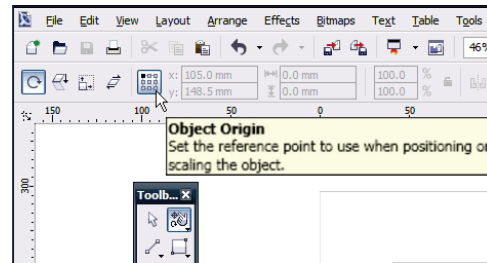 File Edit View Layout Arrange Effects Bitmaps Text Table Tools
46%
x: 105.0 mm 0.0 mm 100.0 %
y: 148.5 mm 0.0 mm 100.0 %
150 100 50 0 50
Object Origin
Set the reference point to use when positioning or
scaling the object.
300
Toolb... X